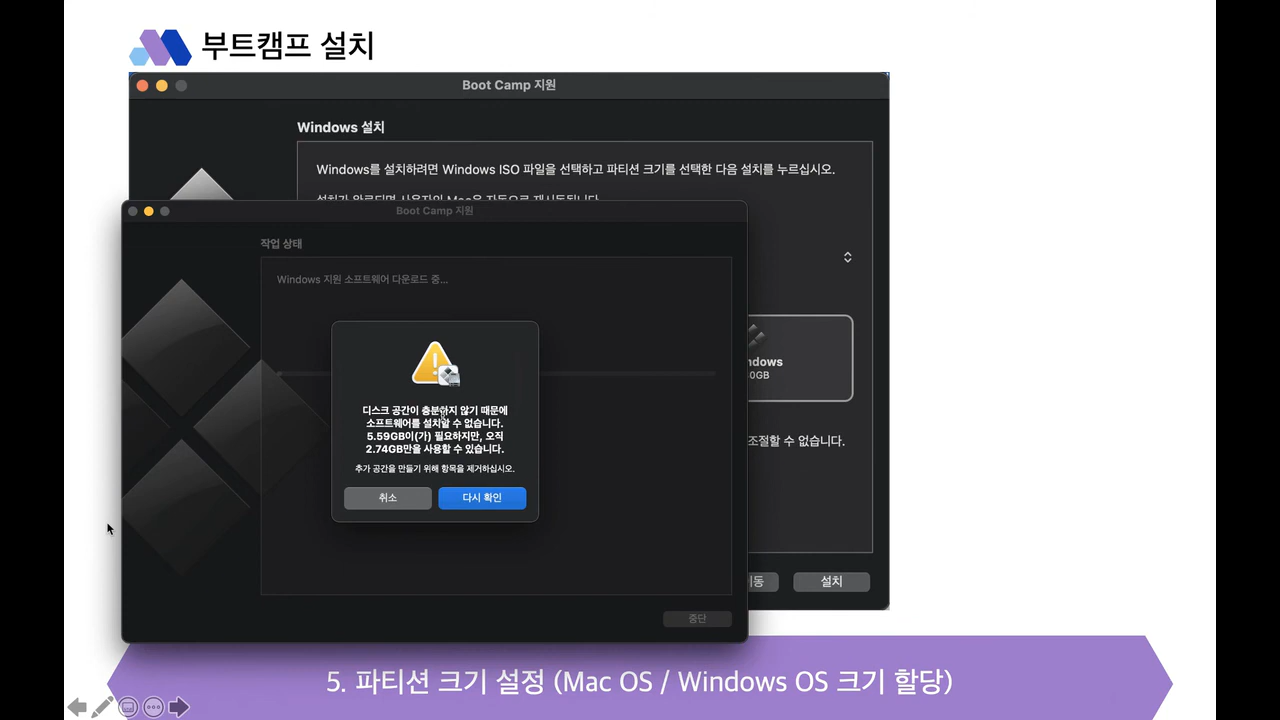 부트캠프 설치
Boot Camp 지원
Windows 설치
Windows를 설치하려면 Windows ISO 파일을 선택하고 파티션 크기를 선택한 다음 설치를 누르십시오.
Boot Camp 지원
작업 상태
Windows 지원 소프트웨어 다운로드 중...
디스크 공간이 충분하지 않기 때문에
소프트웨어를 설치할 수 없습니다.
5.59GB이(가) 필요하지만, 오직
2.74GB만을 사용할 수 있습니다.
추가 공간을 만들기 위해 항목을 제거하십시오.
취소
다시 확인
중단
ndows
0GB
조절할 수 없습니다.
설치
5. 파티션 크기 설정 (Mac OS / Windows OS 크기 할당)